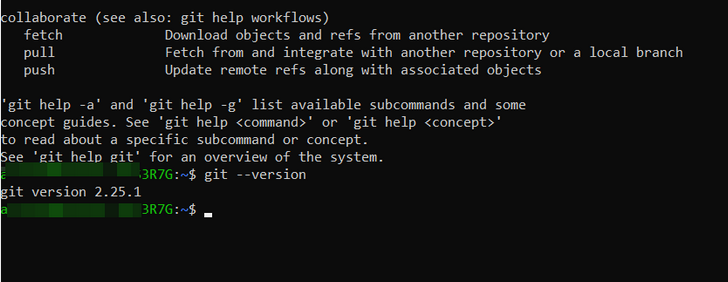 collaborate (see also: git help workflows)
fetch Download objects and refs from another repository
pull Fetch from and integrate with another repository or a local branch
push Update remote refs along with associated objects
'git help -a' and 'git help -g' list available subcommands and some
concept guides. See 'git help <command>' or 'git help <concept>'
to read about a specific subcommand or concept.
See 'git help git' for an overview of the system.
3R7G:~$ git --version
git version 2.25.1
a 3R7G:~$